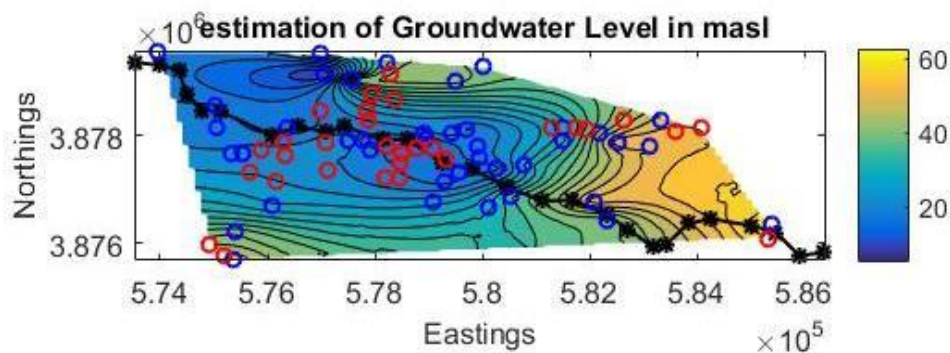 ×10⁶
estimation of Groundwater Level in masl
60
40
20
Northings
3.878
3.876
5.74 5.76 5.78 5.8 5.82 5.84 5.86
Eastings
×10⁵